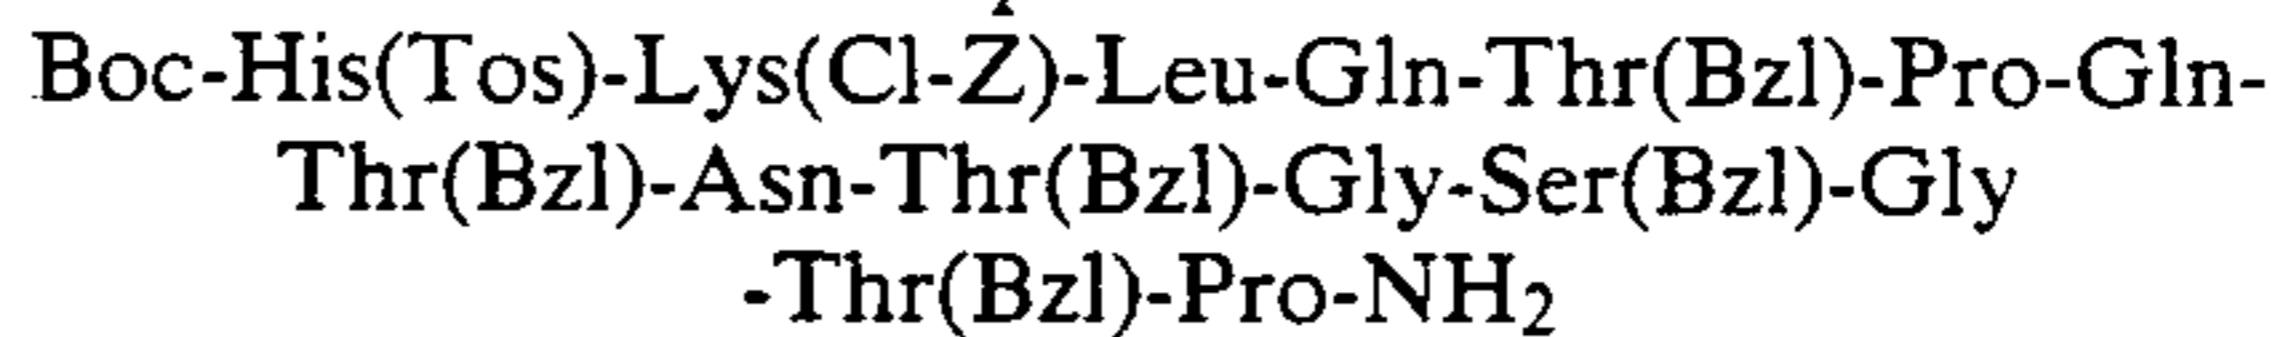 Boc-His(Tos)-Lys(Cl-Z)-Leu-Gln-Thr(Bzl)-Pro-Gln-
Thr(Bzl)-Asn-Thr(Bzl)-Gly-Ser(Bzl)-Gly
-Thr(Bzl)-Pro-NH₂